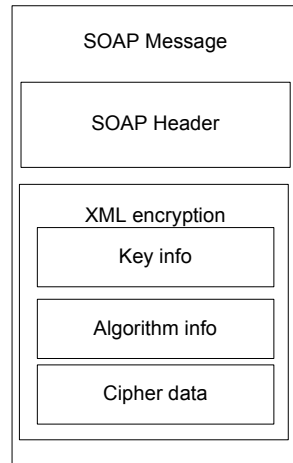 SOAP Message
SOAP Header
XML encryption
Key info
Algorithm info
Cipher data